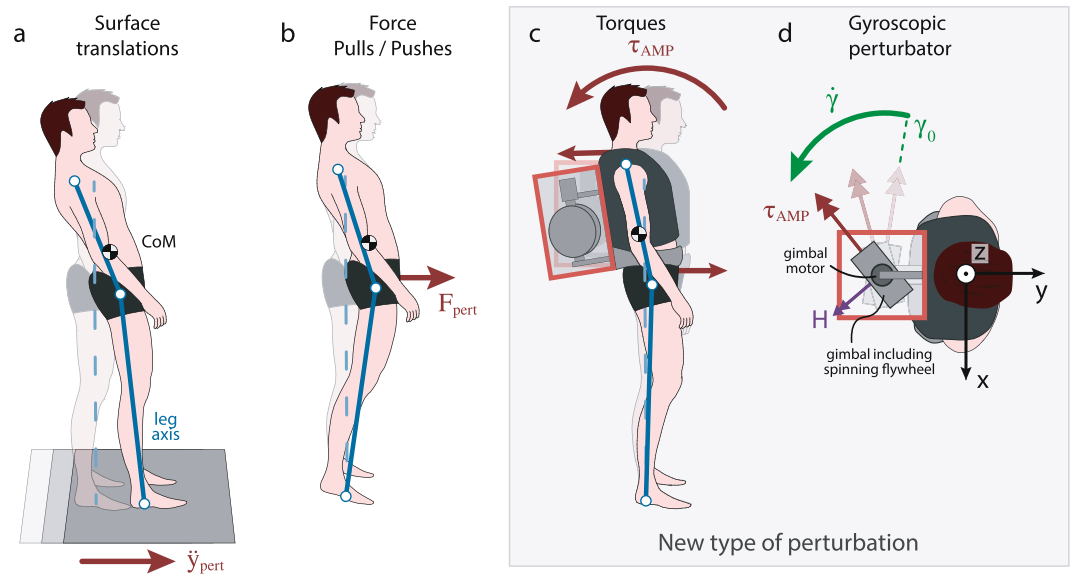 a
Surface
translations
CoM
leg
axis
ÿpert
b
Force
Pulls / Pushes
Fpert
c
Torques
τAMP
d
Gyroscopic
perturbator
γ̇
γ0
τAMP
gimbal
motor
H
z
y
x
gimbal including
spinning flywheel
New type of perturbation